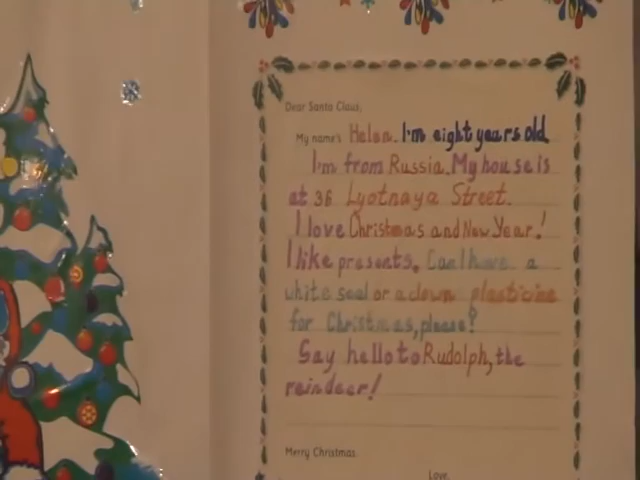 Dear Santa Claus,
My name's Helen. I'm eight years old.
I'm from Russia. My house is
at 36 Lyotnaya Street.
I love Christmas and New Year!
I like presents. Can I have a
white seal or a clown plasticine
for Christmas, please?
Say hello to Rudolph, the
reindeer!
Merry Christmas.
Love,